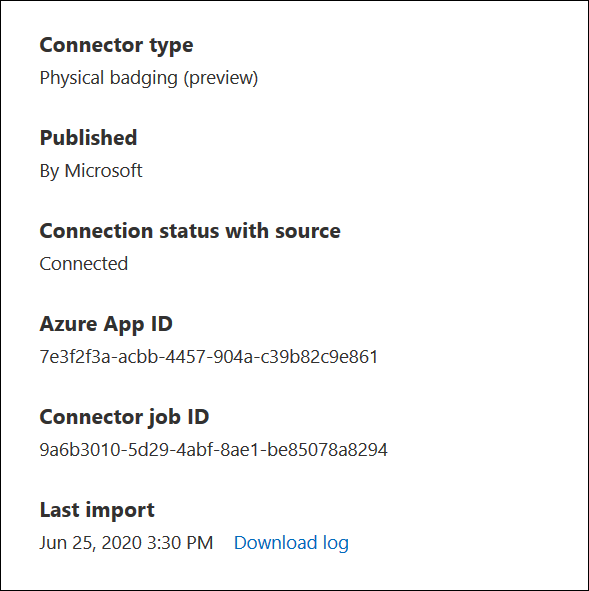 Connector type
Physical badging (preview)
Published
By Microsoft
Connection status with source
Connected
Azure App ID
7e3f2f3a-acbb-4457-904a-c39b82c9e861
Connector job ID
9a6b3010-5d29-4abf-8ae1-be85078a8294
Last import
Jun 25, 2020 3:30 PM Download log